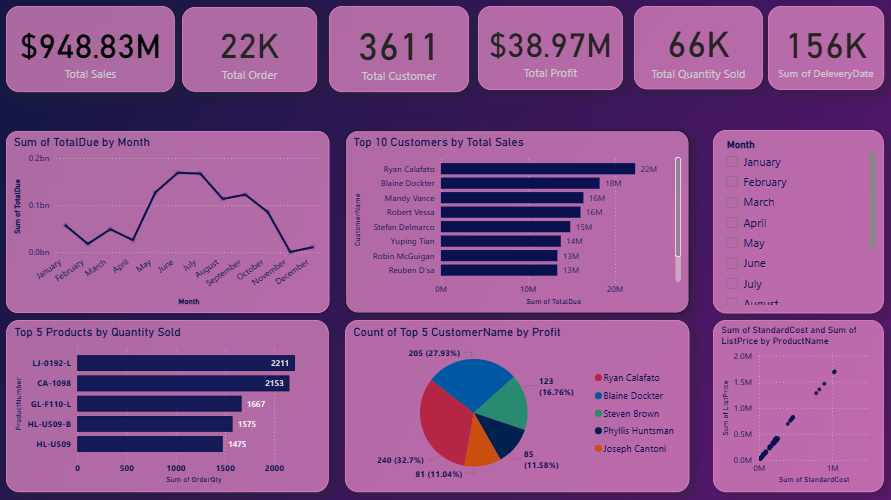 $948.83M
Total Sales
22K
Total Order
3611
Total Customer
$38.97M
Total Profit
66K
Total Quantity Sold
156K
Sum of DeleveryDate
Sum of TotalDue by Month
Sum of TotalDue
0.2bn
0.1bn
0.0bn
January
February
March
April
May
June
July
August
September
October
November
December
Month
Top 10 Customers by Total Sales
CustomerName
Ryan Calafato 22M
Blaine Dockter 18M
Mandy Vance 16M
Robert Vessa 16M
Stefan Delmarco 15M
Yuping Tian 14M
Robin McGuigan 13M
Reuben D'sa 13M
0M 10M 20M
Sum of TotalDue
Month
January
February
March
April
May
June
July
August
Top 5 Products by Quantity Sold
ProductNumber
LJ-0192-L 2211
CA-1098 2153
GL-F110-L 1667
HL-U509-B 1575
HL-U509 1475
0 500 1000 1500 2000
Sum of OrderQty
Count of Top 5 CustomerName by Profit
205 (27.93%)
123
(16.76%)
85
(11.58%)
81 (11.04%)
240 (32.7%)
Ryan Calafato
Blaine Dockter
Steven Brown
Phyllis Huntsman
Joseph Cantoni
Sum of StandardCost and Sum of
ListPrice by ProductName
Sum of ListPrice
2.0M
1.5M
1.0M
0.5M
0.0M
0M 1M
Sum of StandardCost